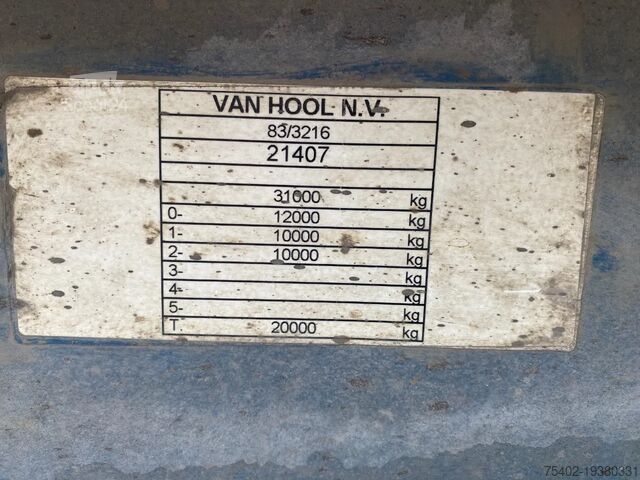 VAN HOOL N.V.
83/3216
21407
31000 kg
0- 12000 kg
1- 10000 kg
2- 10000 kg
3- kg
4- kg
5- kg
T 20000 kg
75402-19380331